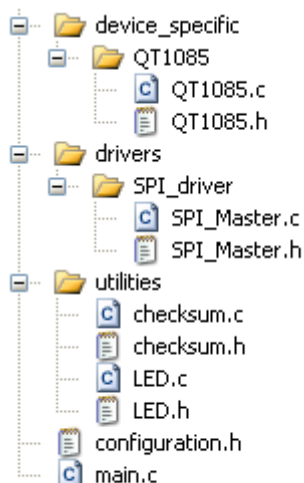 device_specific
QT1085
QT1085.c
QT1085.h
drivers
SPI_driver
SPI_Master.c
SPI_Master.h
utilities
checksum.c
checksum.h
LED.c
LED.h
configuration.h
main.c